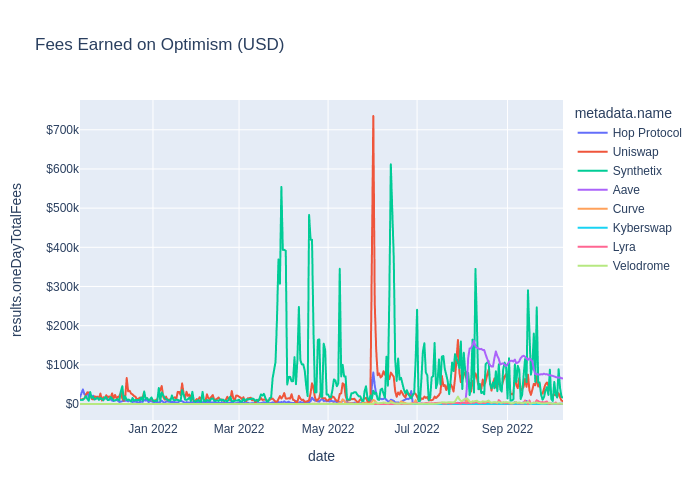 Fees Earned on Optimism (USD)
metadata.name
Hop Protocol
Uniswap
Synthetix
Aave
Curve
Kyberswap
Lyra
Velodrome
results.oneDayTotalFees
$700k
$600k
$500k
$400k
$300k
$200k
$100k
$0
Jan 2022
Mar 2022
May 2022
Jul 2022
Sep 2022
date